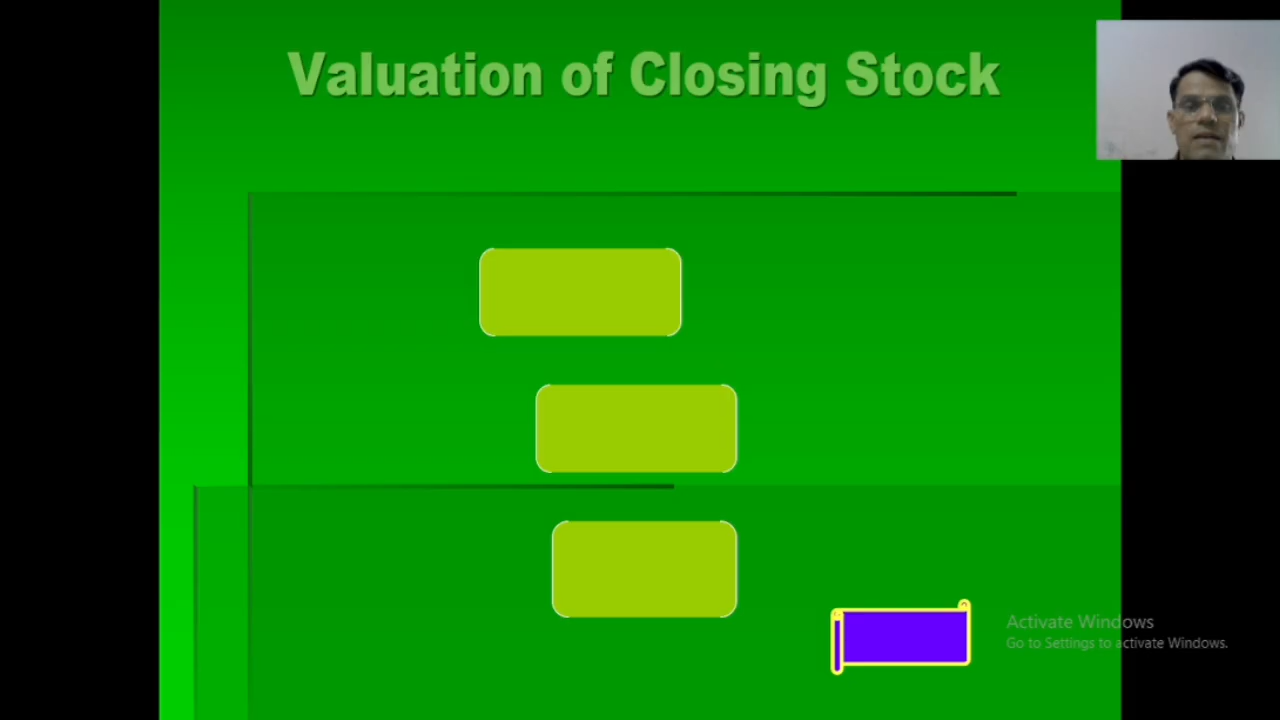 Valuation of Closing Stock
Activate Windows
Go to Settings to activate Windows.